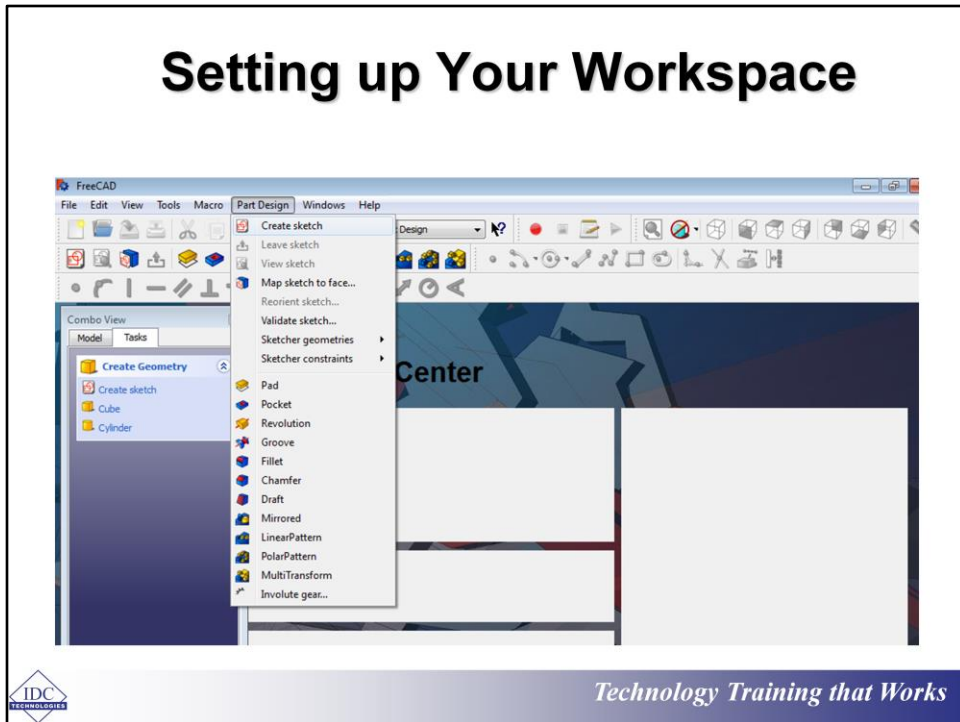 Setting up Your Workspace
FreeCAD
File Edit View Tools Macro Part Design Windows Help
Create sketch
Design
Leave sketch
View sketch
Map sketch to face...
Reorient sketch...
Validate sketch...
Sketcher geometries
Sketcher constraints
Pad
Pocket
Revolution
Groove
Fillet
Chamfer
Draft
Mirrored
LinearPattern
PolarPattern
MultiTransform
Involute gear...
Combo View
Model Tasks
Create Geometry
Create sketch
Cube
Cylinder
Center
IDC
TECHNOLOGIES
Technology Training that Works